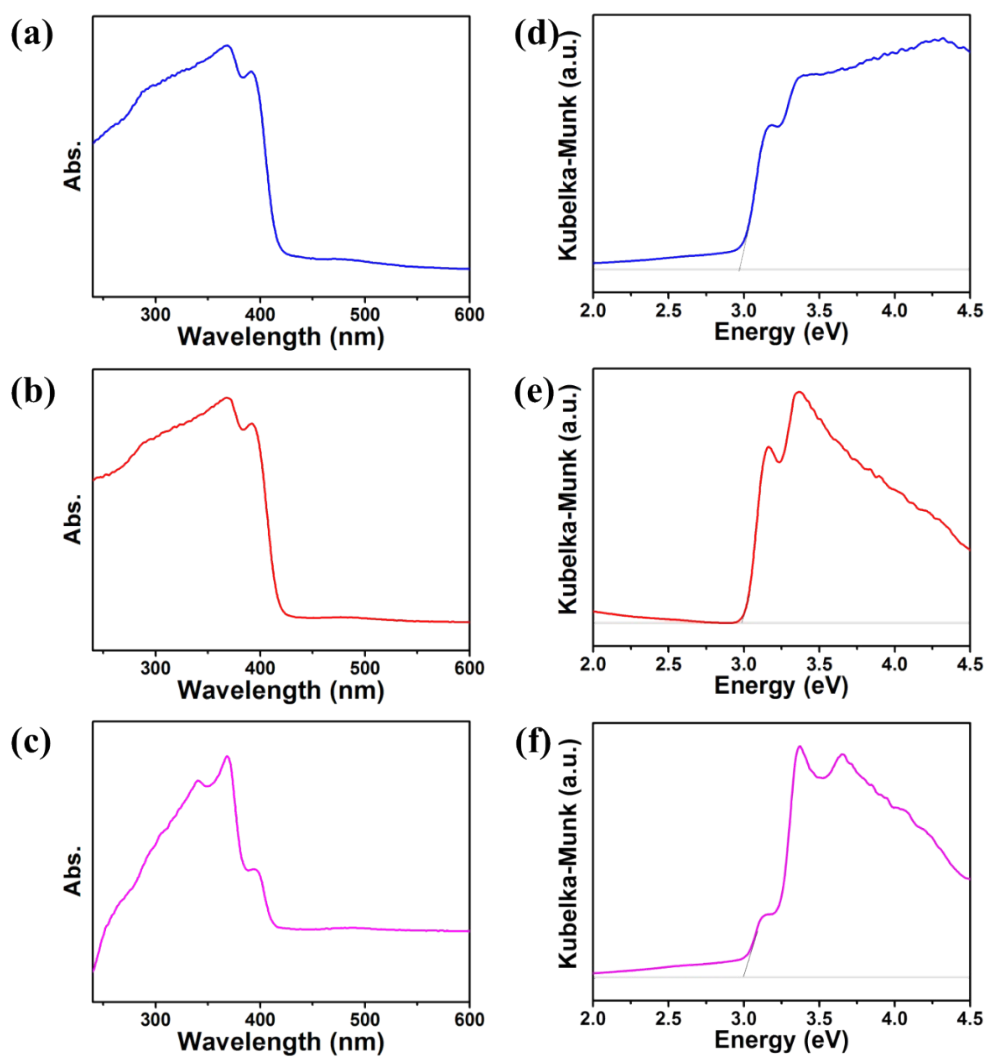 (a)
Abs.
300 400 500 600
Wavelength (nm)
(d)
Kubelka-Munk (a.u.)
2.0 2.5 3.0 3.5 4.0 4.5
Energy (eV)
(b)
Abs.
300 400 500 600
Wavelength (nm)
(e)
Kubelka-Munk (a.u.)
2.0 2.5 3.0 3.5 4.0 4.5
Energy (eV)
(c)
Abs.
300 400 500 600
Wavelength (nm)
(f)
Kubelka-Munk (a.u.)
2.0 2.5 3.0 3.5 4.0 4.5
Energy (eV)